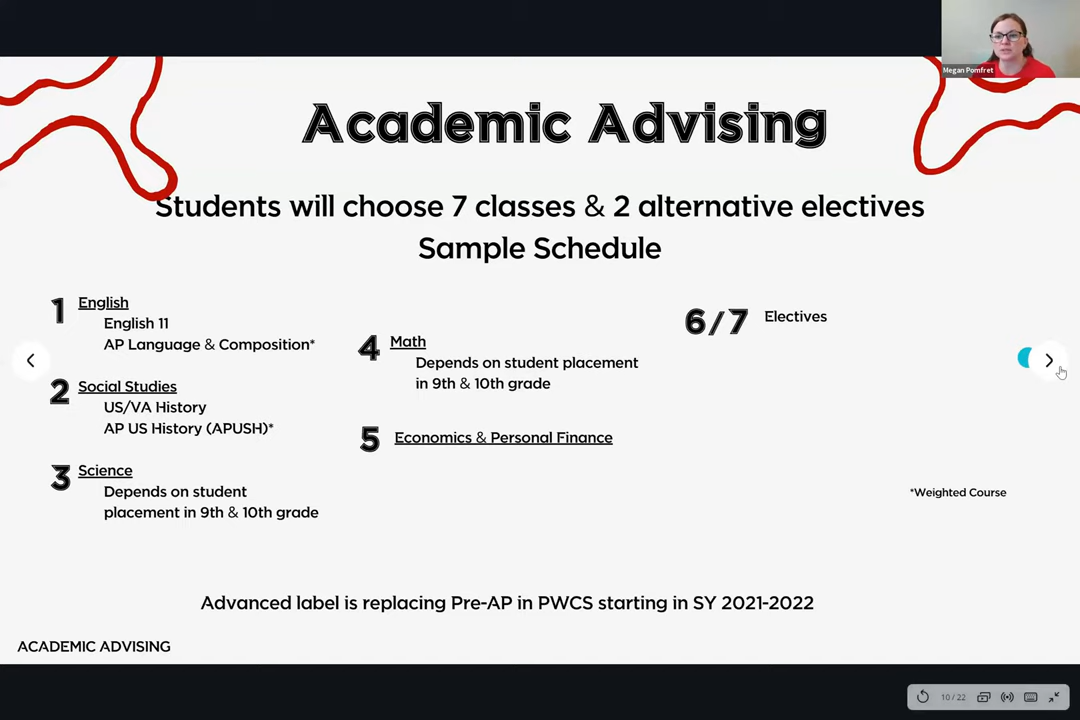 Megan Pomfret
Academic Advising
Students will choose 7 classes & 2 alternative electives
Sample Schedule
1 English
English 11
AP Language & Composition*
2 Social Studies
US/VA History
AP US History (APUSH)*
3 Science
Depends on student
placement in 9th & 10th grade
4 Math
Depends on student placement
in 9th & 10th grade
5 Economics & Personal Finance
6/7 Electives
*Weighted Course
Advanced label is replacing Pre-AP in PWCS starting in SY 2021-2022
ACADEMIC ADVISING
10 / 22